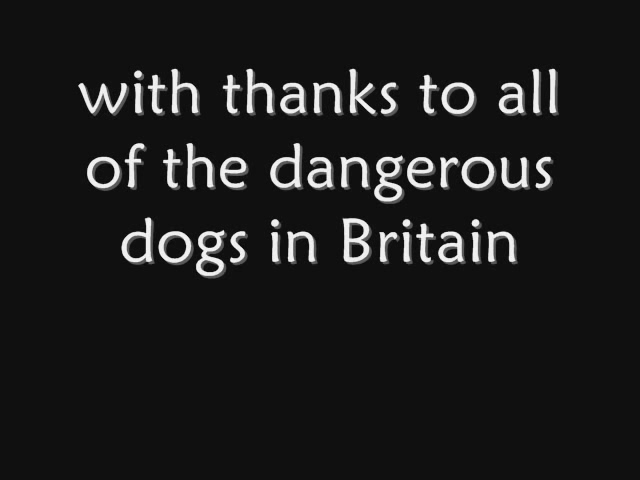 with thanks to all
of the dangerous
dogs in Britain